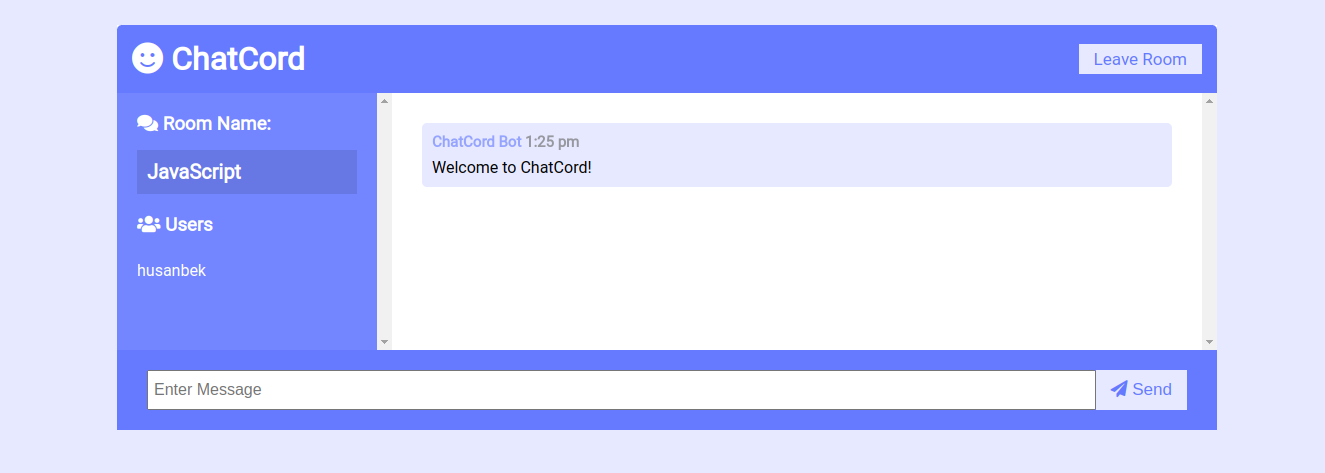 ChatCord
Leave Room
Room Name:
JavaScript
Users
husanbek
ChatCord Bot 1:25 pm
Welcome to ChatCord!
Enter Message
Send